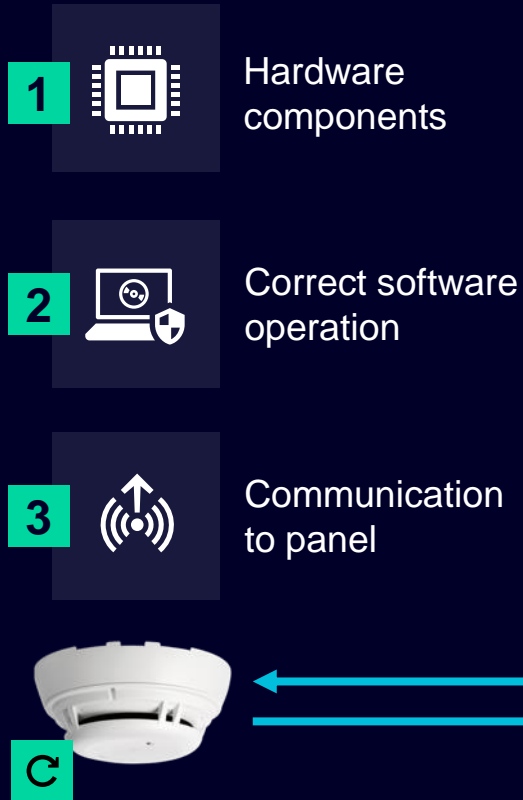 1
Hardware
components
2
Correct software
operation
3
Communication
to panel